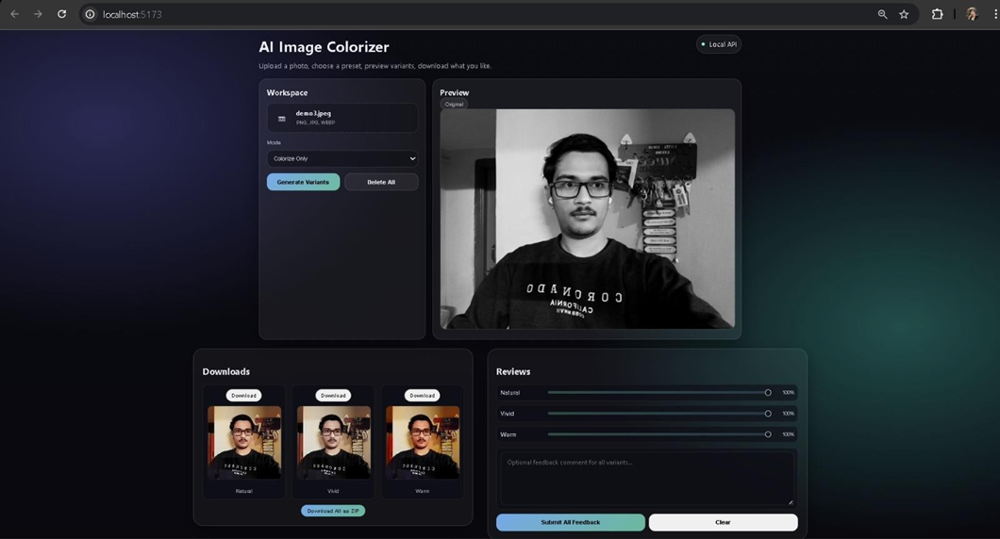 localhost:5173
AI Image Colorizer
Local API
Upload a photo, choose a preset, preview variants, download what you like.
Workspace
demo3.jpeg
PNG, JPG, WEBP
Mode
Colorize Only
Generate Variants
Delete All
Preview
Original
CORONADO
CALIFORNIA
Downloads
Download
Download
Download
Natural
Vivid
Warm
Download All as ZIP
Reviews
Natural 100%
Vivid 100%
Warm 100%
Optional feedback comment for all variants...
Submit All Feedback
Clear